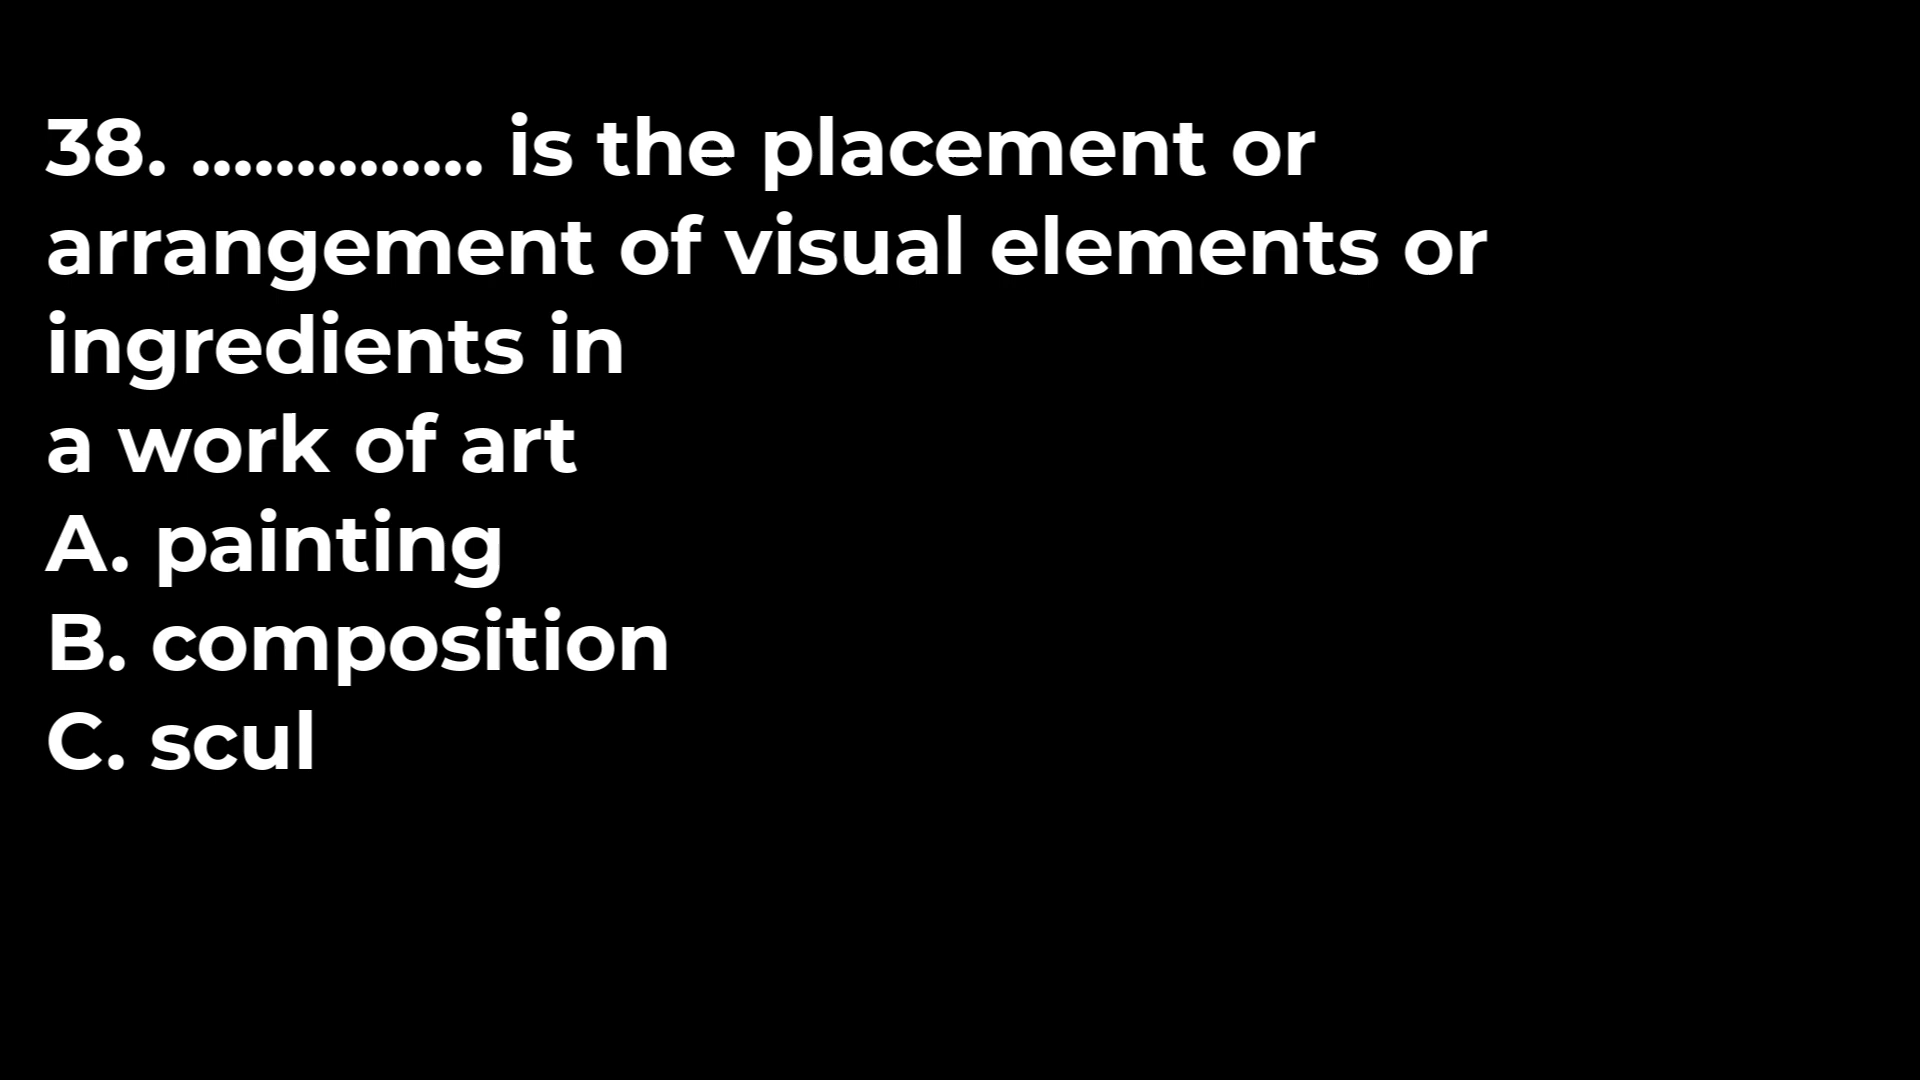 38. .............. is the placement or
arrangement of visual elements or
ingredients in
a work of art
A. painting
B. composition
C. scul